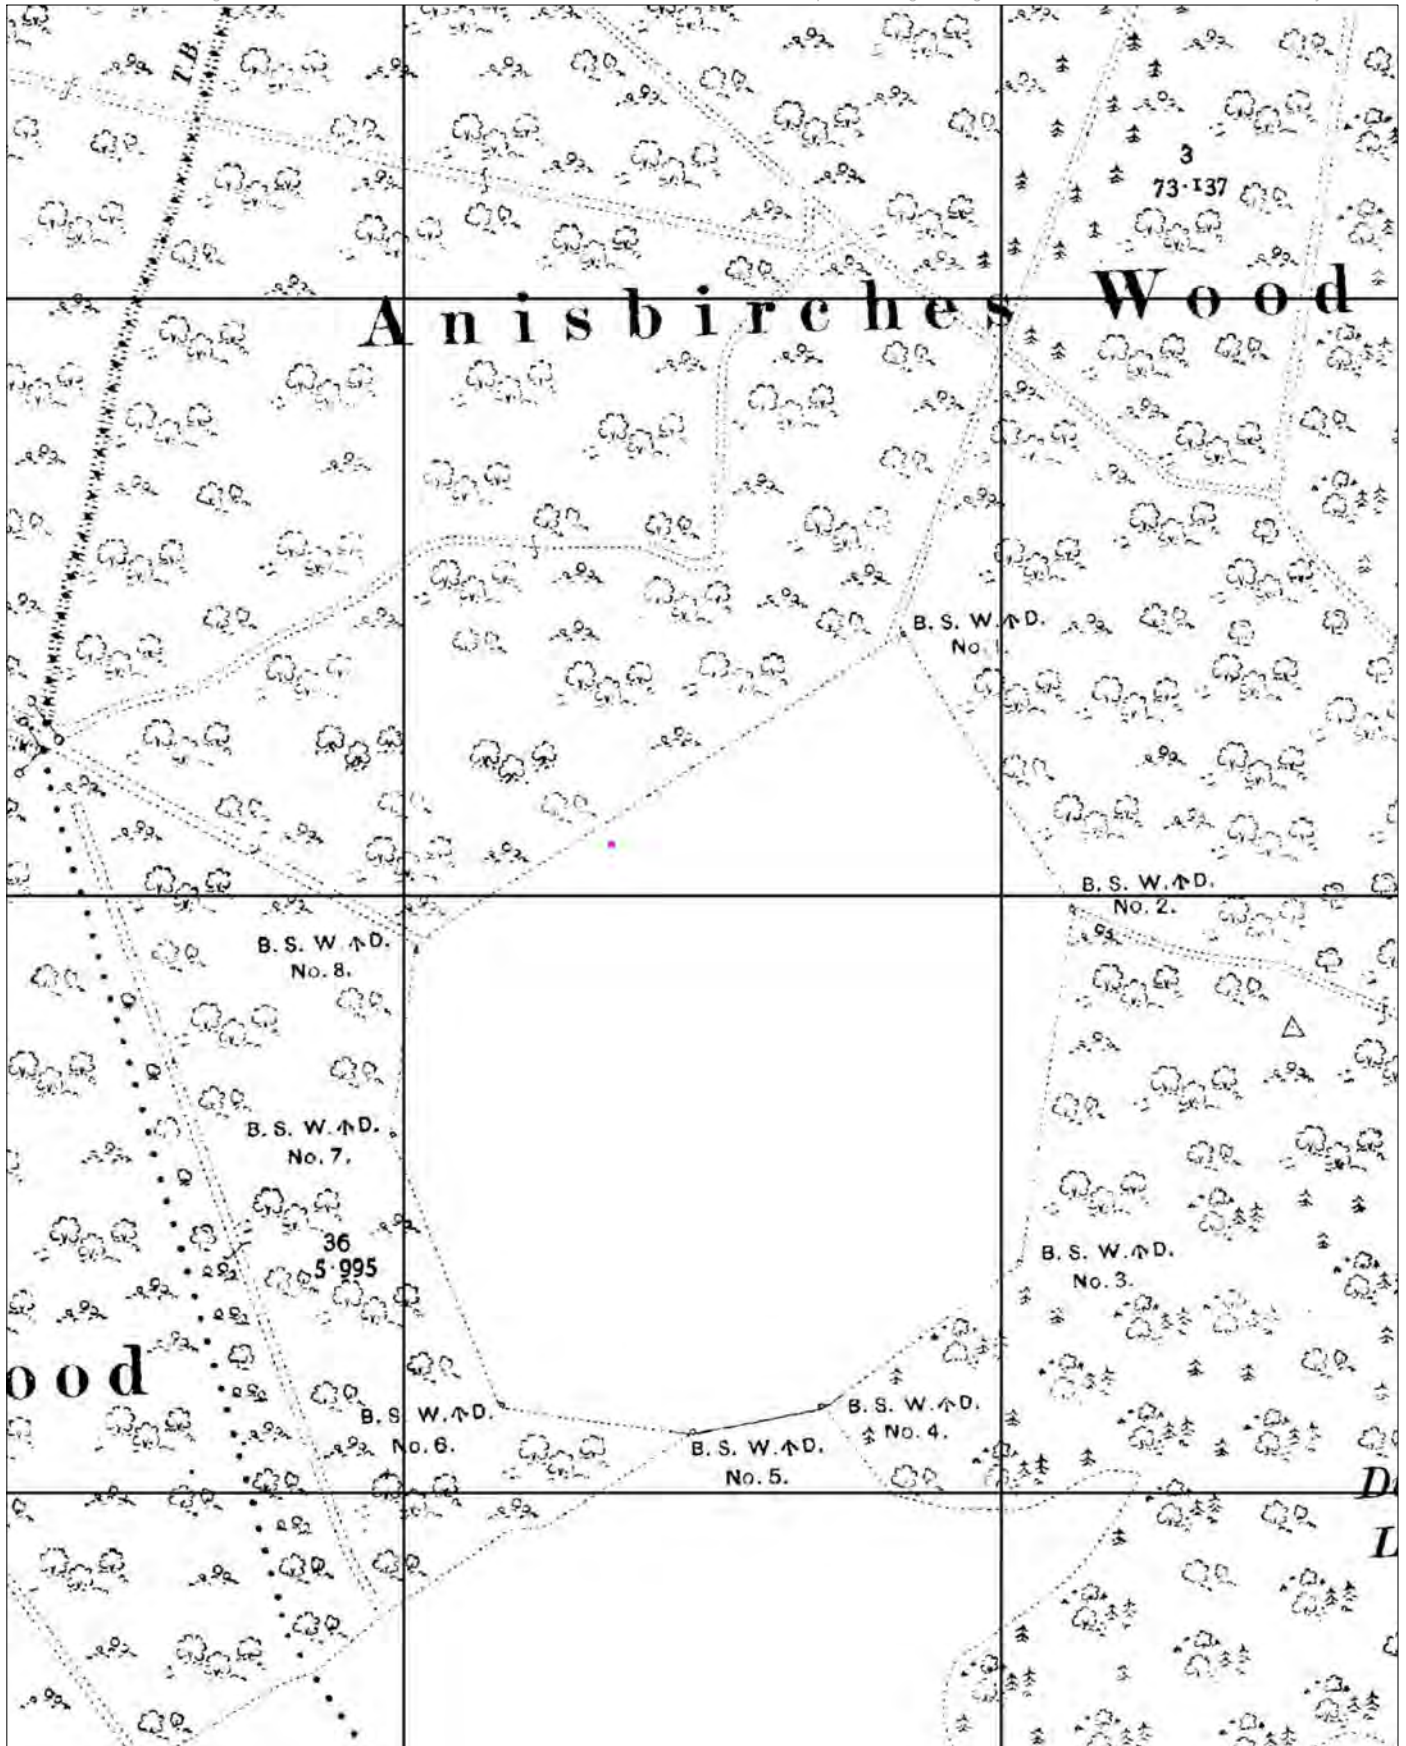 T.B.
3
73·137
Anisbirches Wood
B. S. W.↑D.
No. 1.
B. S. W.↑D.
No. 2.
B. S. W.↑D.
No. 8.
B. S. W.↑D.
No. 7.
36
5·995
B. S. W.↑D.
No. 3.
ood
B. S. W.↑D.
No. 6.
B. S. W.↑D.
No. 4.
B. S. W.↑D.
No. 5.
D
L